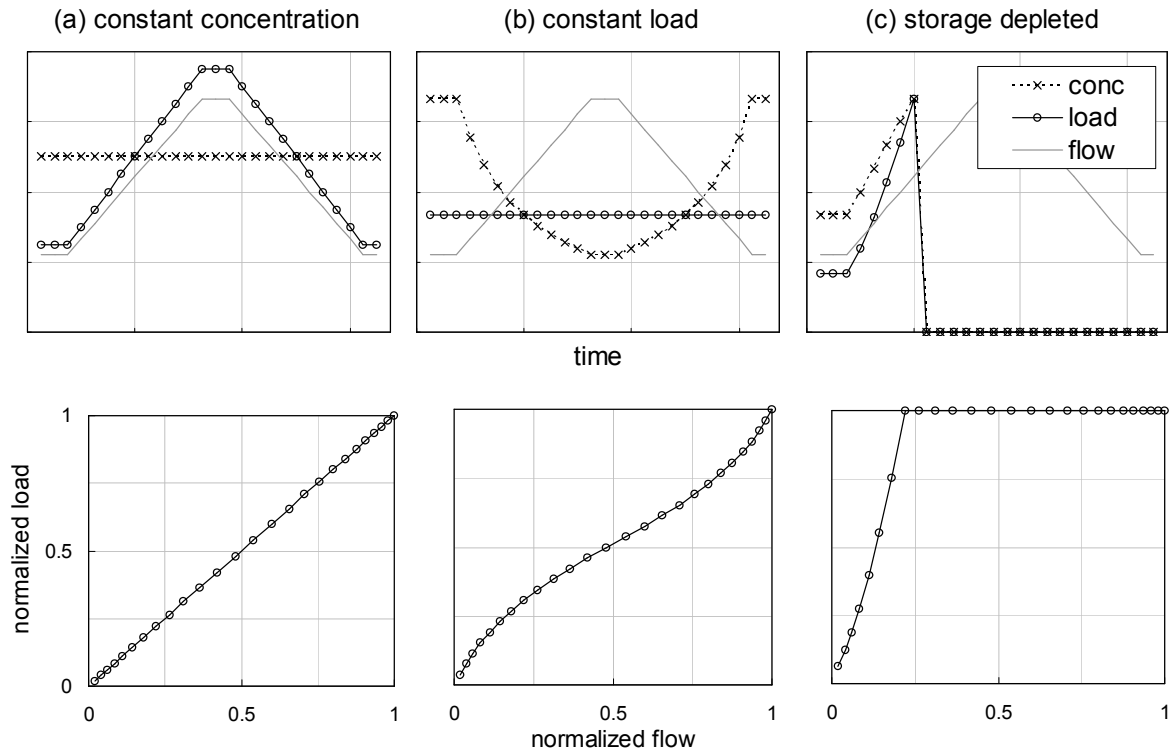 (a) constant concentration
(b) constant load
(c) storage depleted
conc
load
flow
time
normalized load
1
0.5
0
0 0.5 1
0 0.5 1
0 0.5 1
normalized flow